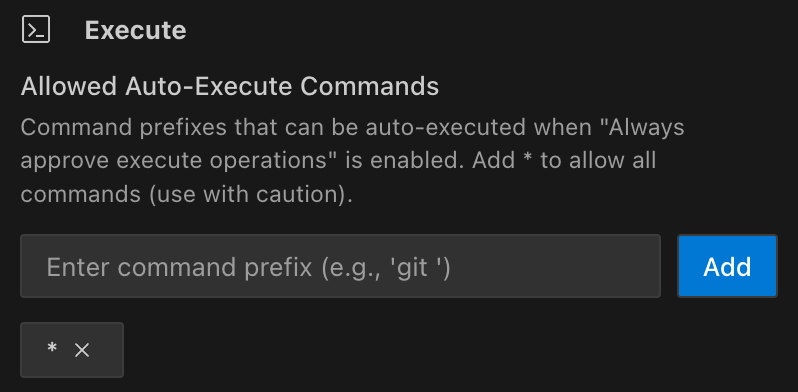 Execute
Allowed Auto-Execute Commands
Command prefixes that can be auto-executed when "Always
approve execute operations" is enabled. Add * to allow all
commands (use with caution).
Enter command prefix (e.g., 'git ')
Add
*